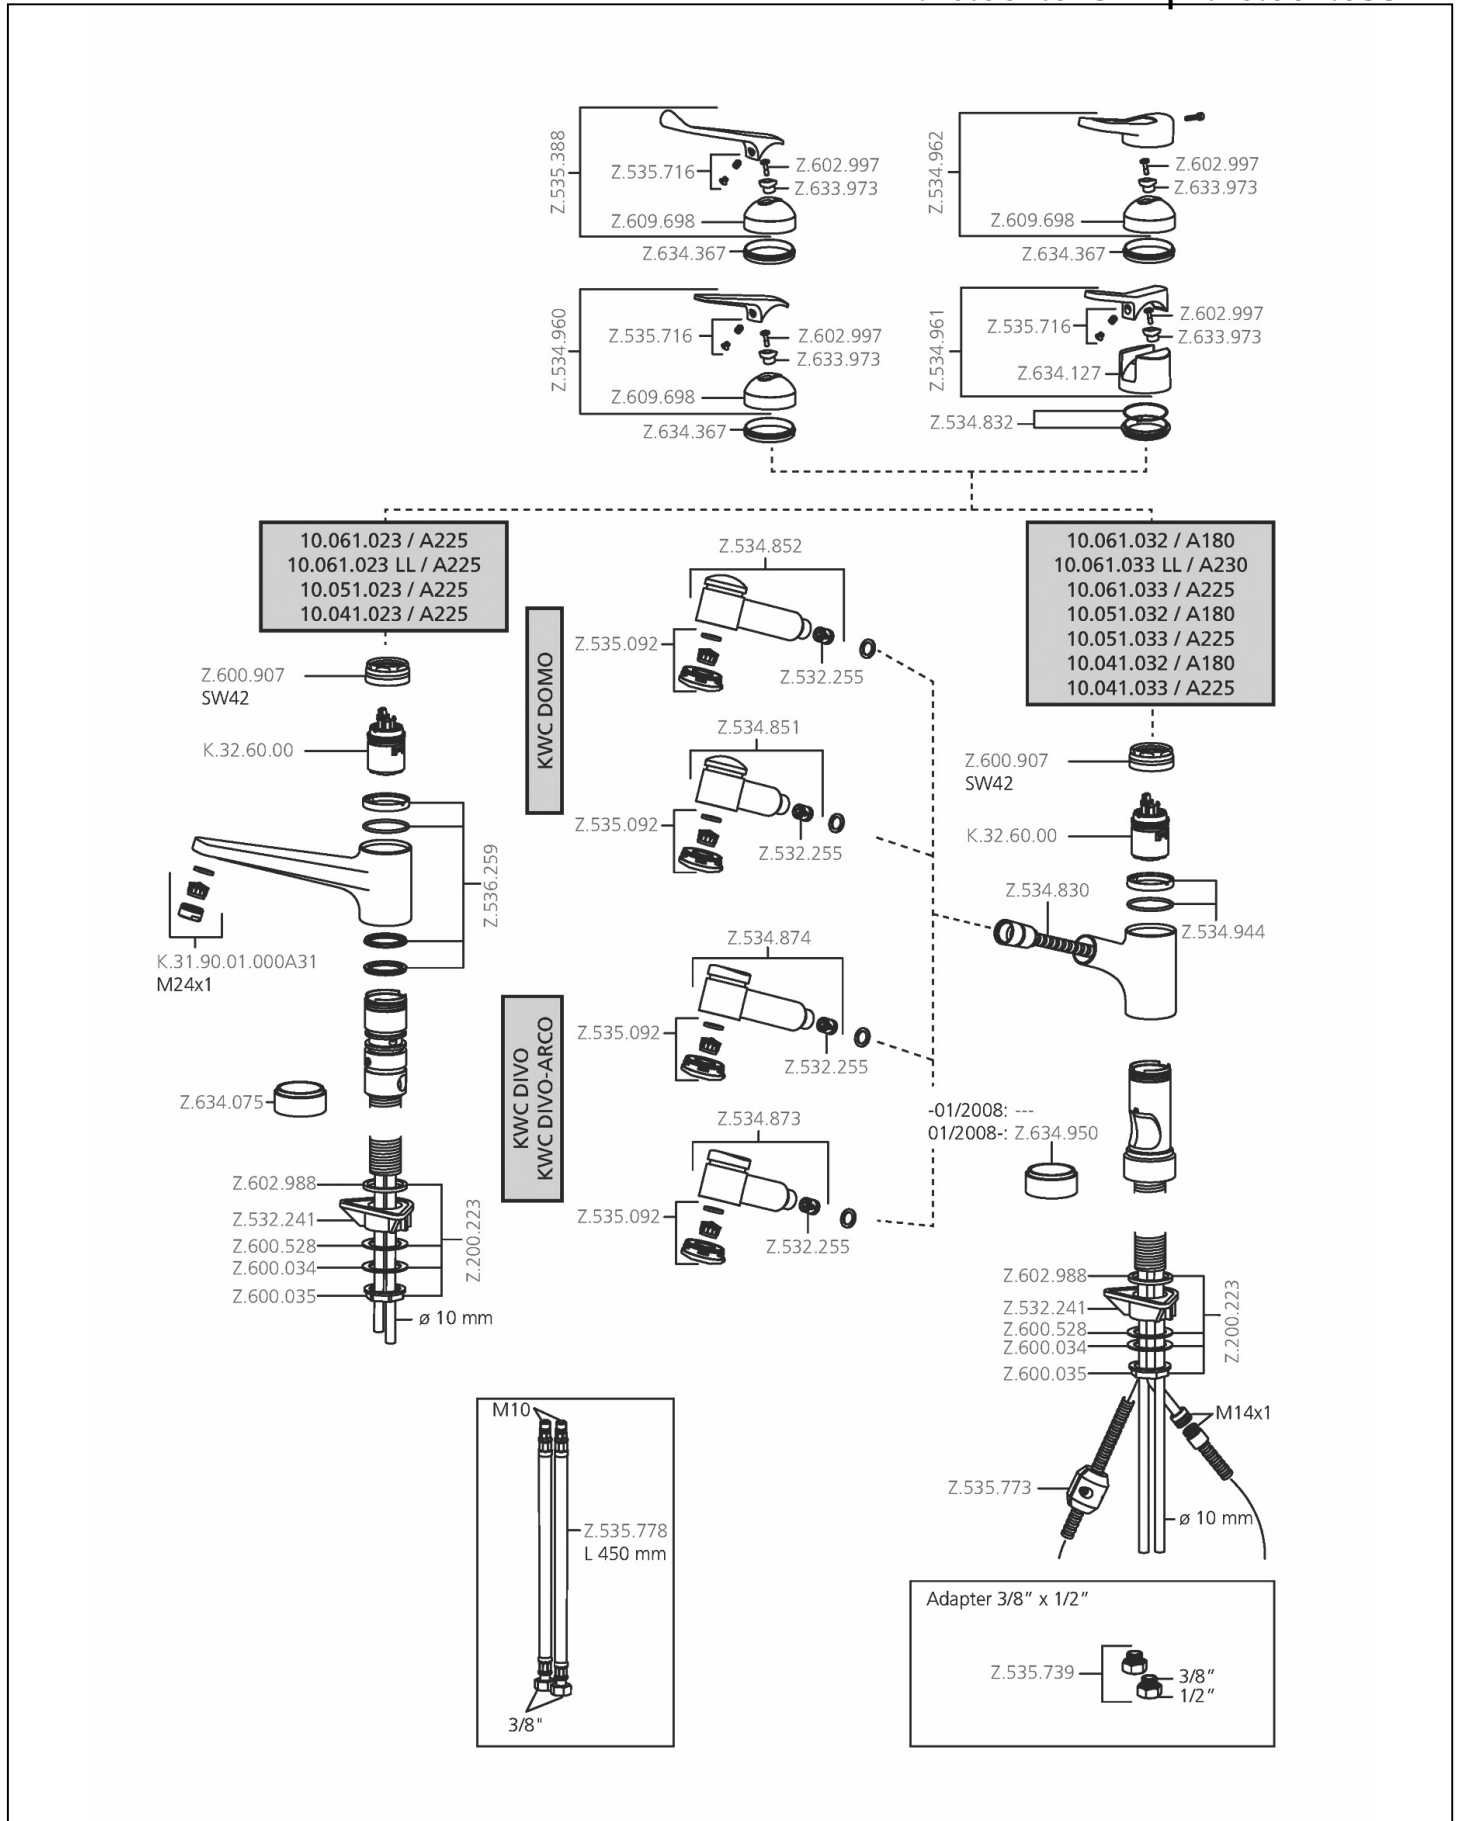 Z.535.388
Z.535.716
Z.602.997
Z.633.973
Z.609.698
Z.634.367
Z.534.962
Z.602.997
Z.633.973
Z.609.698
Z.634.367
Z.534.960
Z.535.716
Z.602.997
Z.633.973
Z.609.698
Z.634.367
Z.534.961
Z.535.716
Z.602.997
Z.633.973
Z.634.127
Z.534.832
10.061.023 / A225
10.061.023 LL / A225
10.051.023 / A225
10.041.023 / A225
Z.600.907
SW42
K.32.60.00
Z.536.259
K.31.90.01.000A31
M24x1
Z.634.075
Z.602.988
Z.532.241
Z.600.528
Z.600.034
Z.600.035
Z.200.223
ø 10 mm
KWC DOMO
Z.534.852
Z.535.092
Z.532.255
Z.534.851
Z.535.092
Z.532.255
KWC DIVO
KWC DIVO-ARCO
Z.534.874
Z.535.092
Z.532.255
Z.534.873
Z.535.092
Z.532.255
10.061.032 / A180
10.061.033 LL / A230
10.061.033 / A225
10.051.032 / A180
10.051.033 / A225
10.041.032 / A180
10.041.033 / A225
Z.600.907
SW42
K.32.60.00
Z.534.830
Z.534.944
-01/2008: ---
01/2008-: Z.634.950
Z.602.988
Z.532.241
Z.600.528
Z.600.034
Z.600.035
Z.200.223
M14x1
Z.535.773
ø 10 mm
M10
Z.535.778
L 450 mm
3/8"
Adapter 3/8" x 1/2"
Z.535.739
3/8"
1/2"